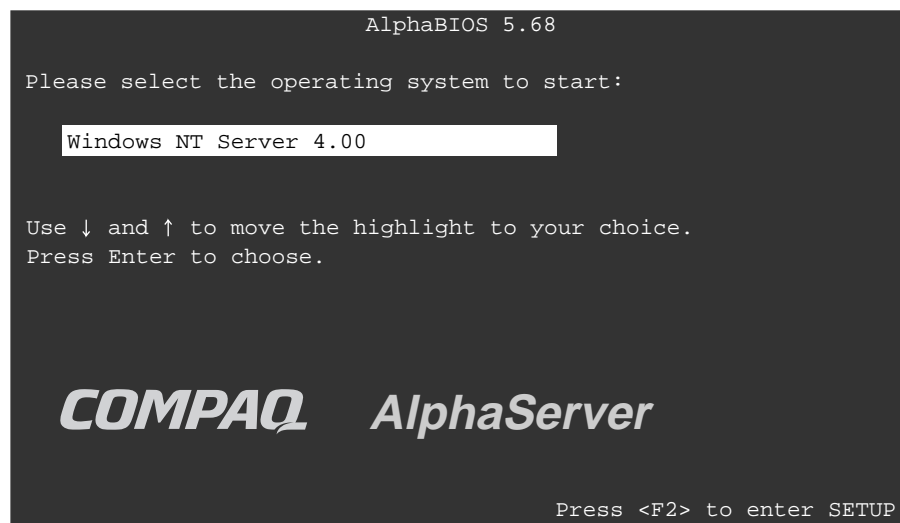 AlphaBIOS 5.68
Please select the operating system to start:
Windows NT Server 4.00
Use ↓ and ↑ to move the highlight to your choice.
Press Enter to choose.
COMPAQ AlphaServer
Press <F2> to enter SETUP